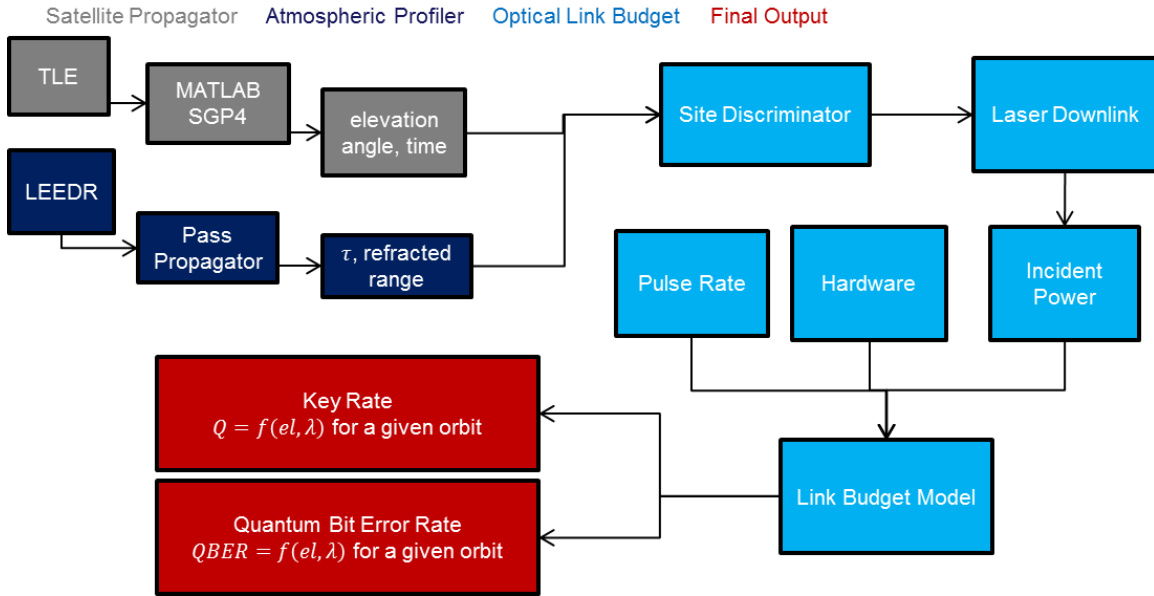 Satellite Propagator Atmospheric Profiler Optical Link Budget Final Output
TLE
MATLAB
SGP4
elevation
angle, time
Site Discriminator
Laser Downlink
LEEDR
Pass
Propagator
τ, refracted
range
Pulse Rate
Hardware
Incident
Power
Key Rate
Q = f(el, λ) for a given orbit
Link Budget Model
Quantum Bit Error Rate
QBER = f(el, λ) for a given orbit